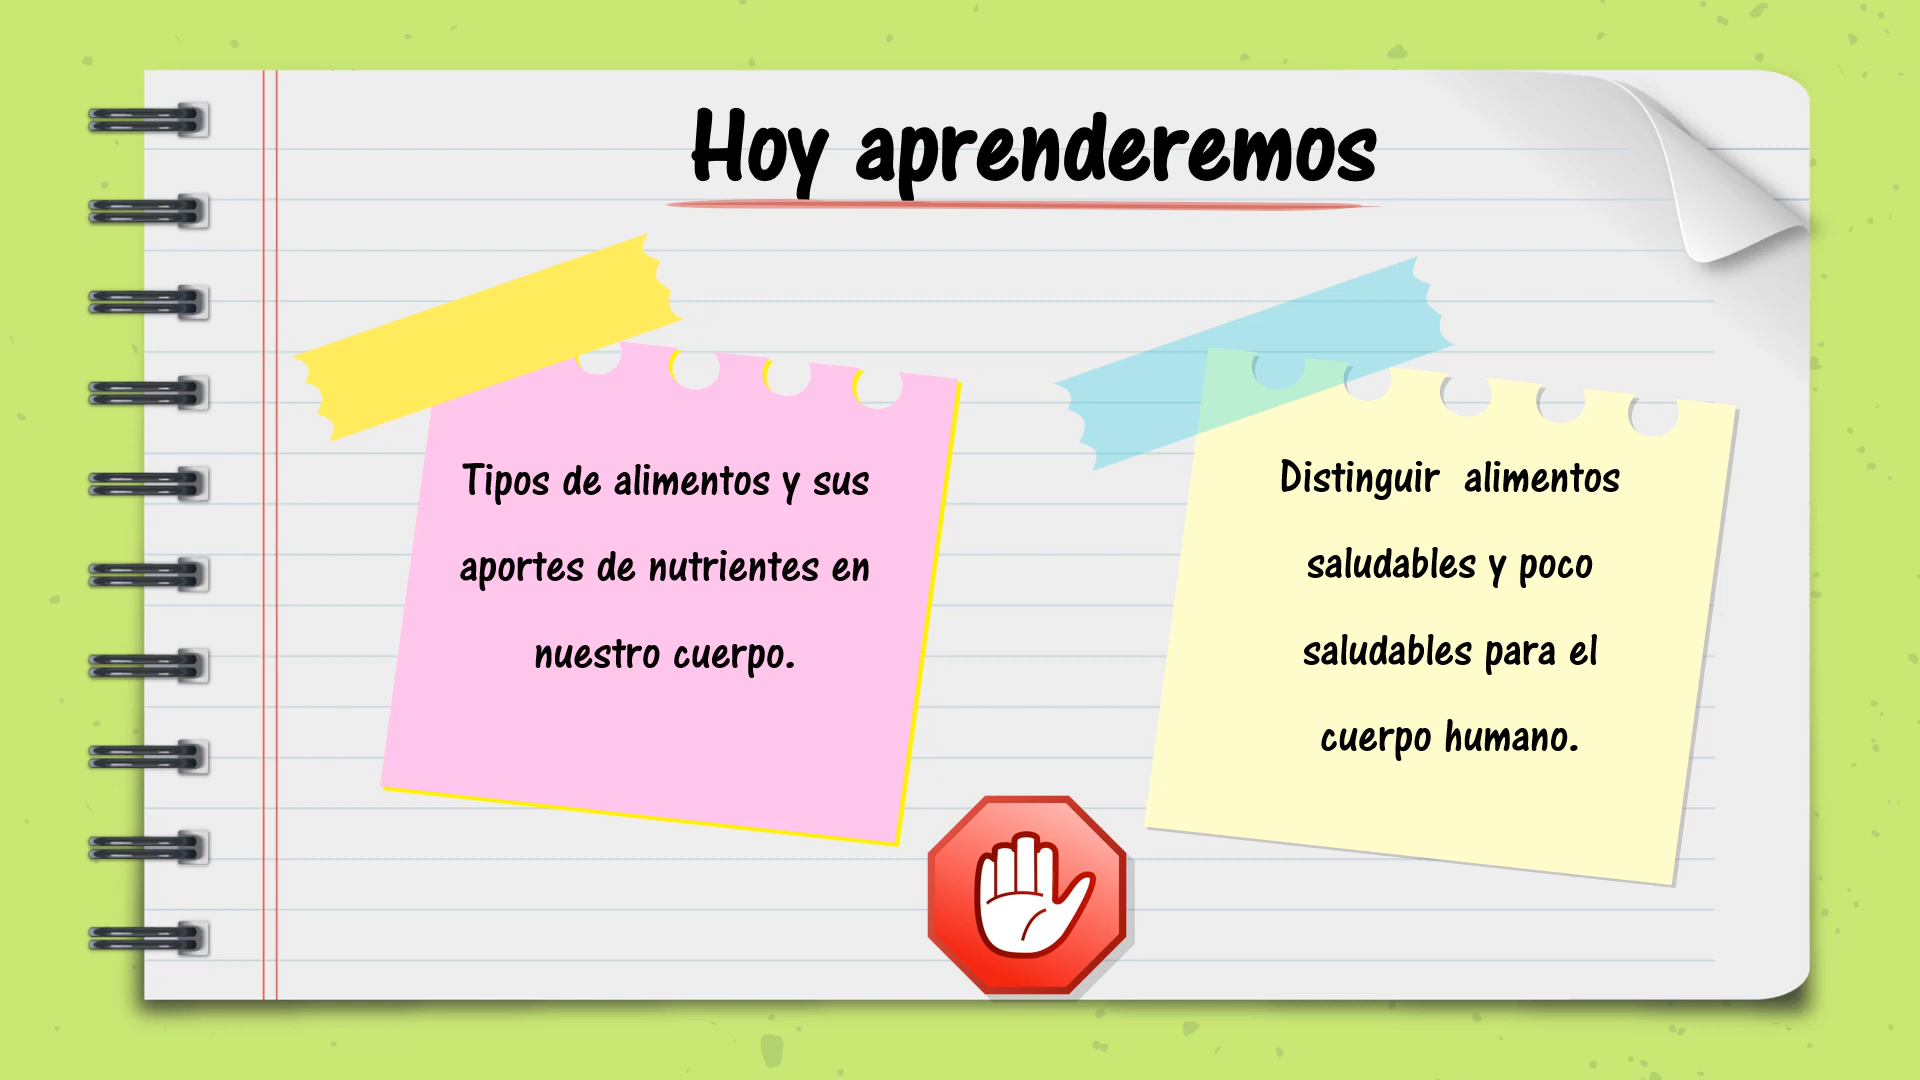 Hoy aprenderemos
Tipos de alimentos y sus
aportes de nutrientes en
nuestro cuerpo.
Distinguir  alimentos
saludables y poco
saludables para el
cuerpo humano.